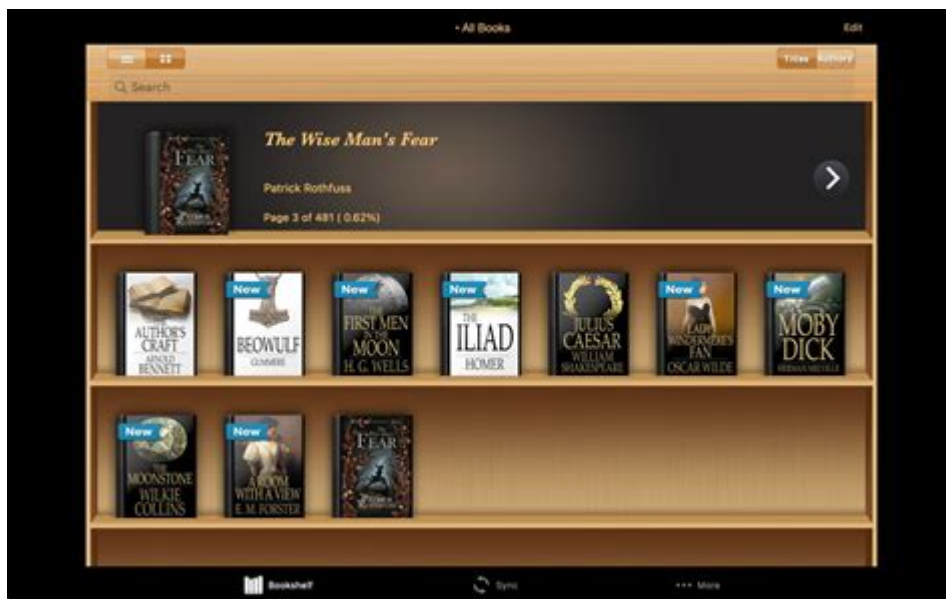 • All Books
Edit
Titles Authors
Search
The Wise Man's Fear
Patrick Rothfuss
Page 3 of 481 ( 0.62%)
FEAR
THE
AUTHOR'S
CRAFT
ARNOLD
BENNETT
New
BEOWULF
GUMMERE
New
FIRST MEN
IN THE
MOON
H. G. WELLS
New
THE
ILIAD
HOMER
JULIUS
CAESAR
WILLIAM
SHAKESPEARE
New
LADY
WINDERMERE'S
FAN
OSCAR WILDE
New
MOBY
DICK
HERMAN MELVILLE
New
THE
MOONSTONE
WILKIE
COLLINS
New
A ROOM
WITH A VIEW
E. M. FORSTER
FEAR
Bookshelf
Sync
More